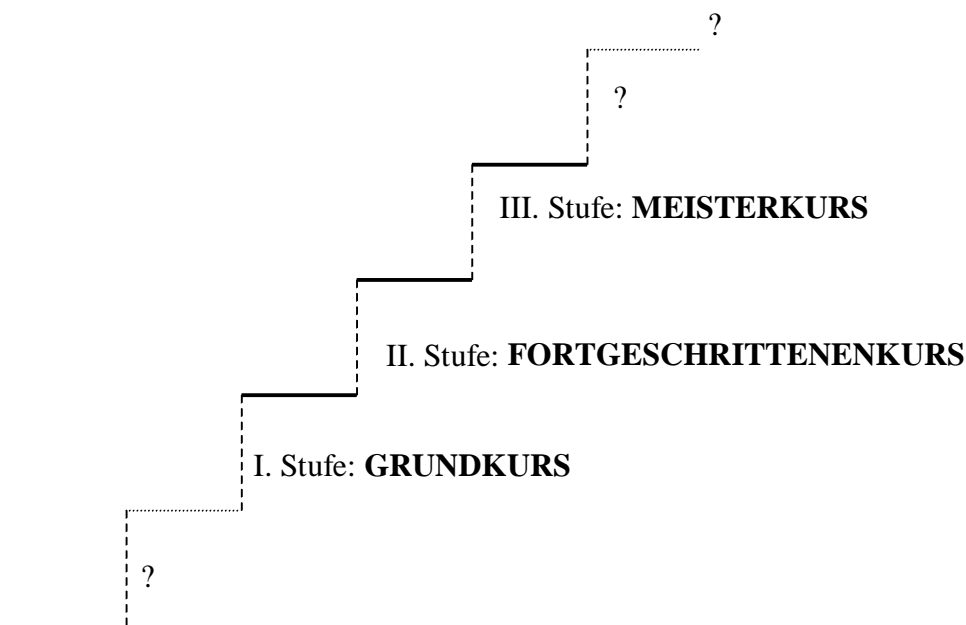 ?
?
III. Stufe: MEISTERKURS
II. Stufe: FORTGESCHRITTENENKURS
I. Stufe: GRUNDKURS
?